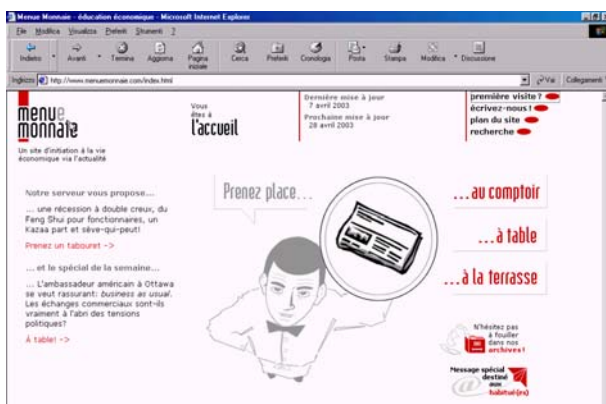 Menue Monnaie - éducation économique - Microsoft Internet Explorer
File Modifica Visualizza Preferiti Strumenti ?
Indietro Avanti Termina Aggiorna Pagina iniziale Cerca Preferiti Cronologia Posta Stampa Modifica Discussione
Indirizzo http://www.menuemonnaie.com/index.html Vai Collegamenti
menue
monnaie
Un site d'initiation à la vie
économique via l'actualité
Vous
êtes à
l'accueil
Dernière mise à jour
7 avril 2003
Prochaine mise à jour
28 avril 2003
première visite ?
écrivez-nous !
plan du site
recherche
Notre serveur vous propose...
... une récession à double creux, du
Feng Shui pour fonctionnaires, un
Kazaa part et sève-qui-peut!
Prenez un tabouret ->
... et le spécial de la semaine...
... L'ambassadeur américain à Ottawa
se veut rassurant: business as usual.
Les échanges commerciaux sont-ils
vraiment à l'abri des tensions
politiques?
À table! ->
Prenez place...
...au comptoir
...à table
...à la terrasse
N'hésitez pas
à fouiller
dans nos
archives !
Message spécial
destiné
aux
habitué(es)